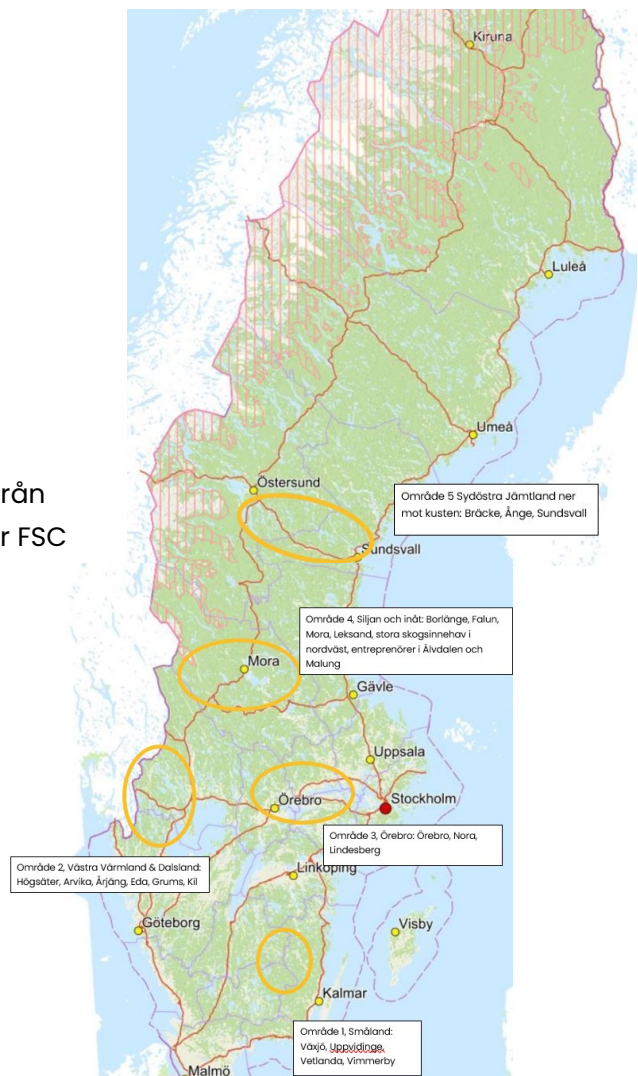 Kiruna
Luleå
Umeå
rån
r FSC
Östersund
Område 5 Sydöstra Jämtland ner
mot kusten: Bräcke, Ånge, Sundsvall
Sundsvall
Område 4, Siljan och inåt: Borlänge, Falun,
Mora, Leksand, stora skogsinnehav i
nordväst, entreprenörer i Älvdalen och
Malung
Mora
Gävle
Uppsala
Örebro
Stockholm
Område 3, Örebro: Örebro, Nora,
Lindesberg
Område 2, Västra Värmland & Dalsland:
Högsäter, Arvika, Årjäng, Eda, Grums, Kil
Linköping
Göteborg
Visby
Kalmar
Område 1, Småland:
Växjö, Uppvidinge,
Vetlanda, Vimmerby
Malmö